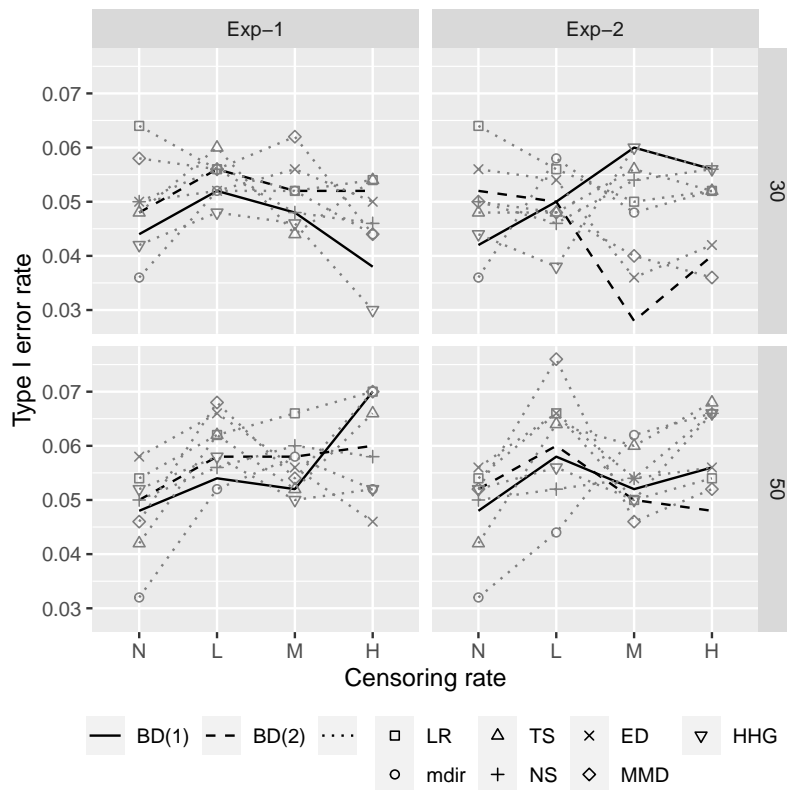 Exp−1
Exp−2
0.07
0.06
0.05
0.04
0.03
30
Type I error rate
0.07
0.06
0.05
0.04
0.03
50
N
L
M
H
N
L
M
H
Censoring rate
BD(1)
BD(2)
LR
TS
ED
HHG
mdir
NS
MMD